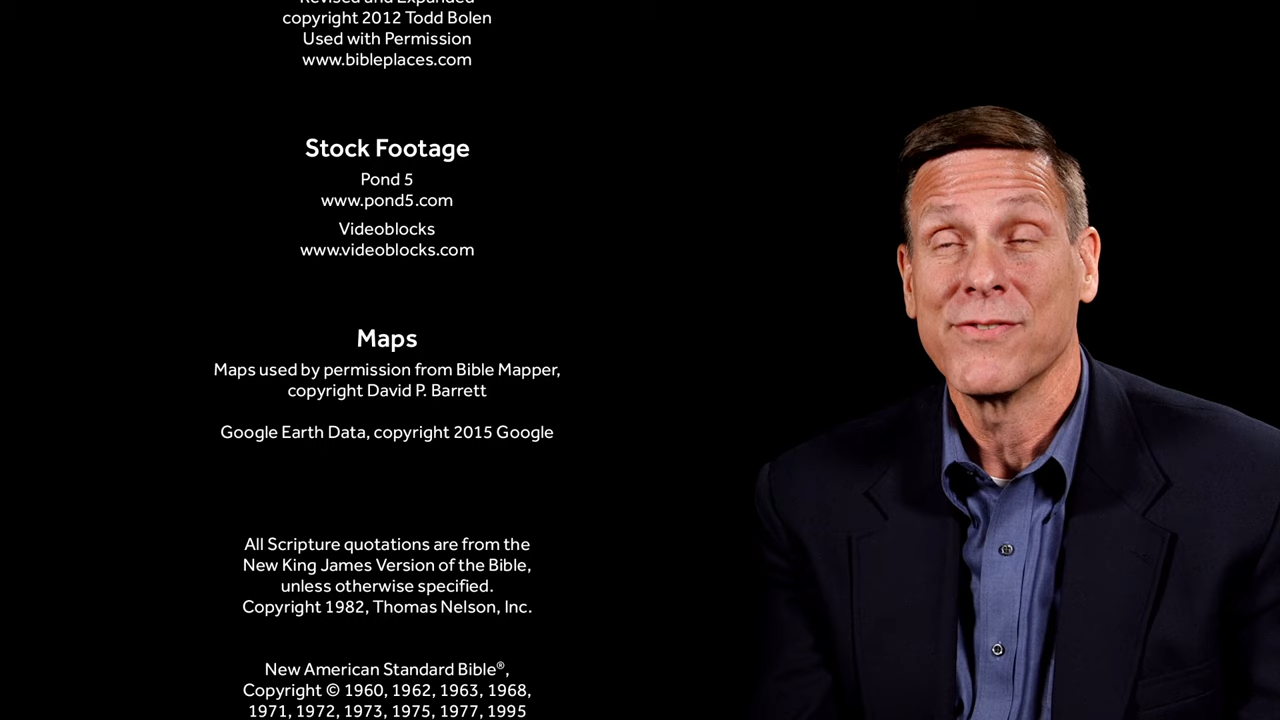 Revised and Expanded
copyright 2012 Todd Bolen
Used with Permission
www.bibleplaces.com
Stock Footage
Pond 5
www.pond5.com
Videoblocks
www.videoblocks.com
Maps
Maps used by permission from Bible Mapper,
copyright David P. Barrett
Google Earth Data, copyright 2015 Google
All Scripture quotations are from the
New King James Version of the Bible,
unless otherwise specified.
Copyright 1982, Thomas Nelson, Inc.
New American Standard Bible®,
Copyright © 1960, 1962, 1963, 1968,
1971, 1972, 1973, 1975, 1977, 1995